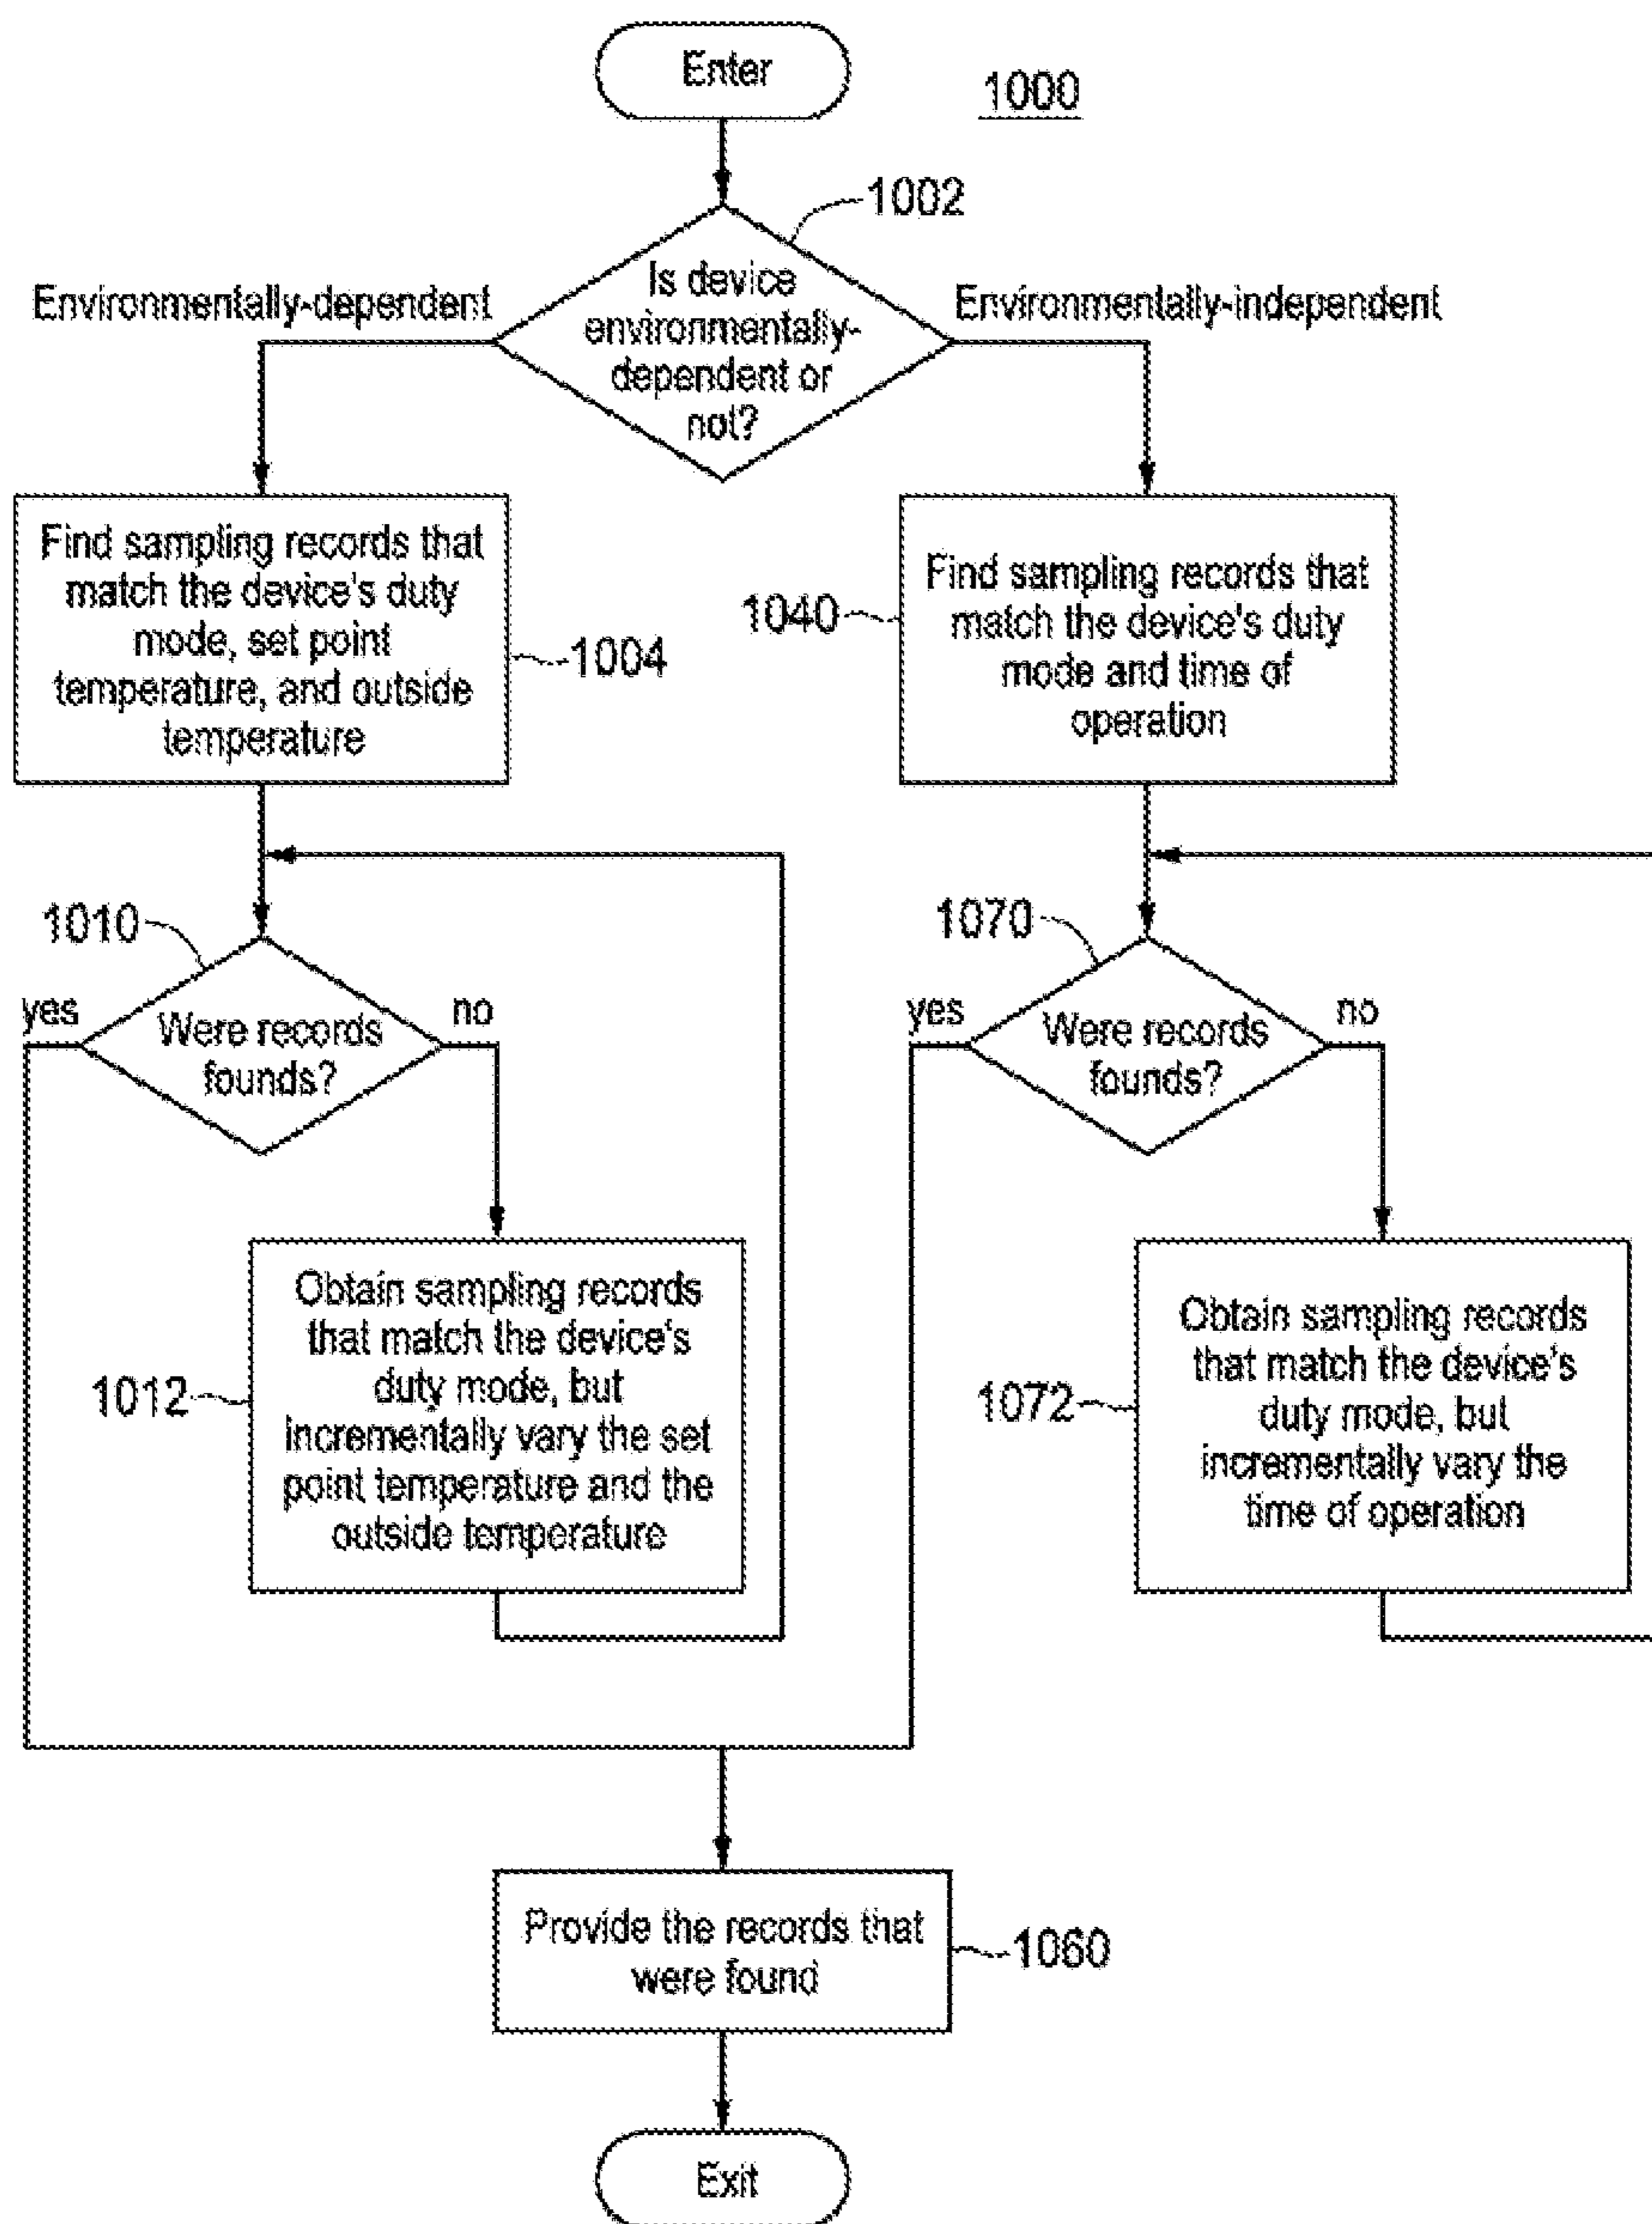 Enter
1000
1002
Is device
environmentally-
dependent or
not?
Environmentally-dependent
Environmentally-independent
Find sampling records that
match the device's duty
mode, set point
temperature, and outside
temperature
1004
1040
Find sampling records that
match the device's duty
mode and time of
operation
1010
yes
Were records
founds?
no
1070
yes
Were records
founds?
no
1012
Obtain sampling records
that match the device's
duty mode, but
incrementally vary the set
point temperature and the
outside temperature
1072
Obtain sampling records
that match the device's
duty mode, but
incrementally vary the
time of operation
Provide the records that
were found
1060
Exit